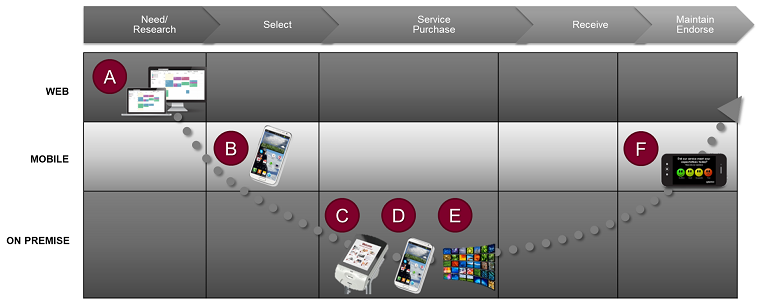 Need/
Research
Select
Service
Purchase
Receive
Maintain
Endorse
WEB
A
MOBILE
B
F
ON PREMISE
C
D
E